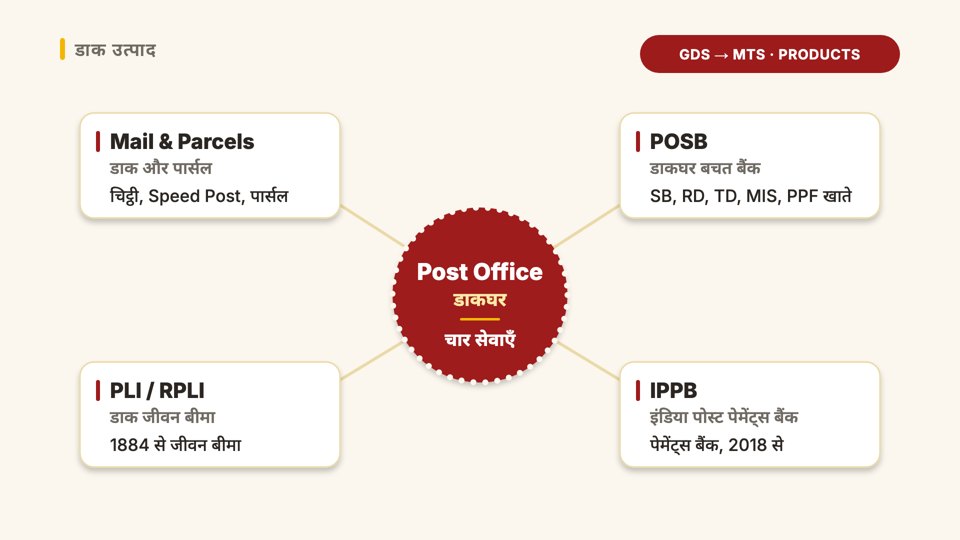 डाक उत्पाद
GDS → MTS · PRODUCTS
Mail & Parcels
डाक और पार्सल
चिट्ठी, Speed Post, पार्सल
POSB
डाकघर बचत बैंक
SB, RD, TD, MIS, PPF खाते
Post Office
डाकघर
चार सेवाएँ
PLI / RPLI
डाक जीवन बीमा
1884 से जीवन बीमा
IPPB
इंडिया पोस्ट पेमेंट्स बैंक
पेमेंट्स बैंक, 2018 से